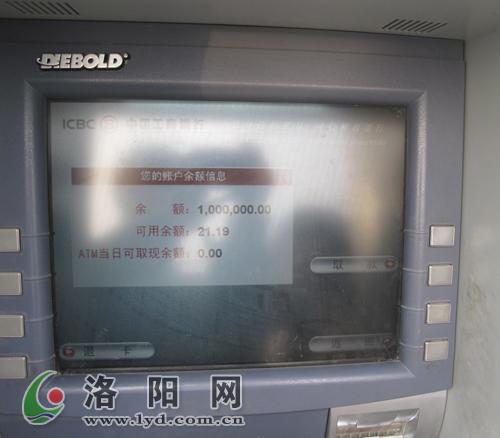 DIEBOLD
ICBC 中国工商银行
您的账户余额信息
余 额：1,000,000.00
可用余额：21.19
ATM当日可取现余额：0.00
取 款
退 卡
洛阳网
www.lyd.com.cn